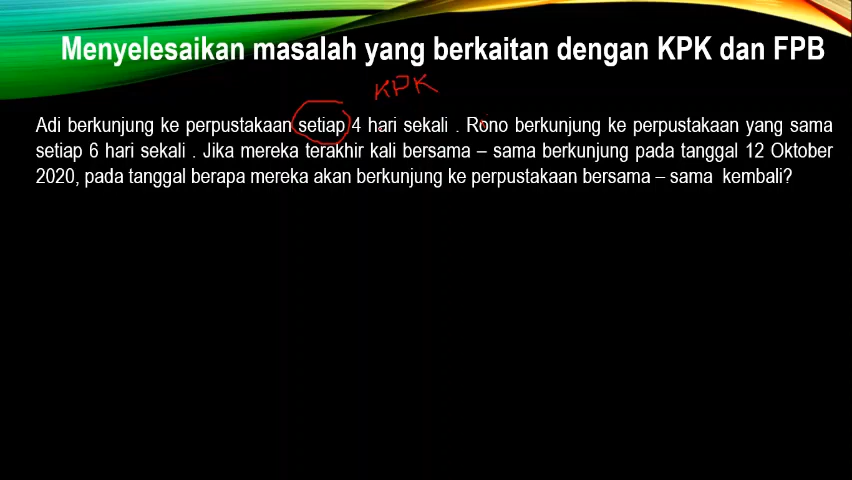 Menyelesaikan masalah yang berkaitan dengan KPK dan FPB
KPK
Adi berkunjung ke perpustakaan setiap 4 hari sekali . Rono berkunjung ke perpustakaan yang sama
setiap 6 hari sekali . Jika mereka terakhir kali bersama – sama berkunjung pada tanggal 12 Oktober
2020, pada tanggal berapa mereka akan berkunjung ke perpustakaan bersama – sama kembali?